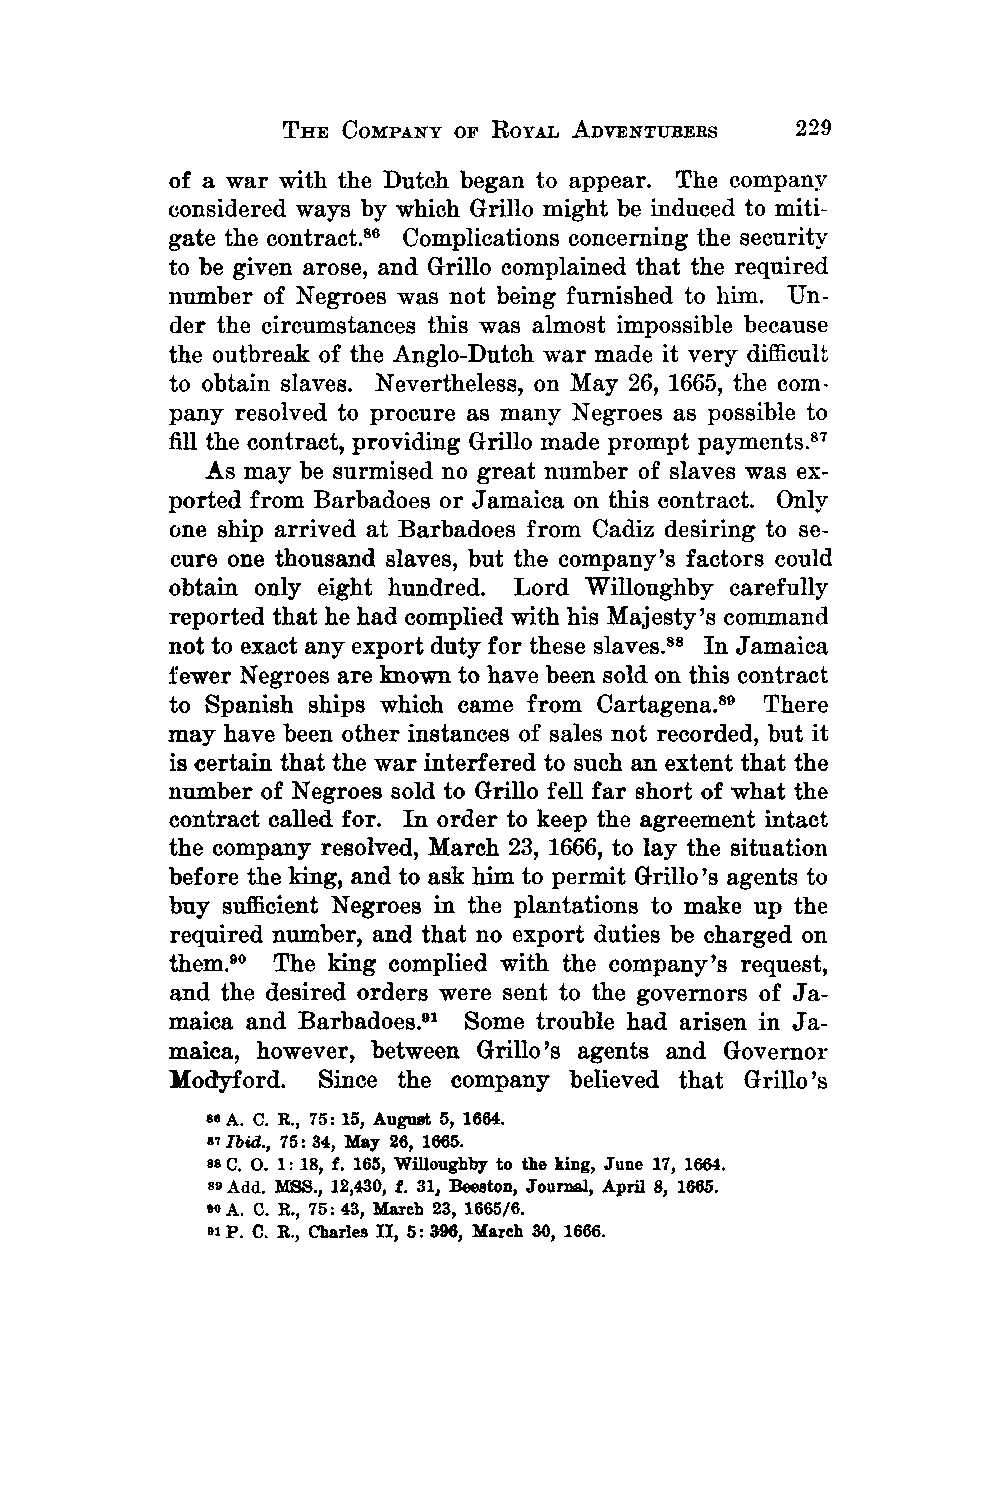 THE COMPANY OF ROYAL ADVENTURERS 229
of a war with the Dutch began to appear. The company
considered ways by which Grillo might be induced to miti-
gate the contract.⁸⁶ Complications concerning the security
to be given arose, and Grillo complained that the required
number of Negroes was not being furnished to him. Un-
der the circumstances this was almost impossible because
the outbreak of the Anglo-Dutch war made it very difficult
to obtain slaves. Nevertheless, on May 26, 1665, the com-
pany resolved to procure as many Negroes as possible to
fill the contract, providing Grillo made prompt payments.⁸⁷
As may be surmised no great number of slaves was ex-
ported from Barbadoes or Jamaica on this contract. Only
one ship arrived at Barbadoes from Cadiz desiring to se-
cure one thousand slaves, but the company's factors could
obtain only eight hundred. Lord Willoughby carefully
reported that he had complied with his Majesty's command
not to exact any export duty for these slaves.⁸⁸ In Jamaica
fewer Negroes are known to have been sold on this contract
to Spanish ships which came from Cartagena.⁸⁹ There
may have been other instances of sales not recorded, but it
is certain that the war interfered to such an extent that the
number of Negroes sold to Grillo fell far short of what the
contract called for. In order to keep the agreement intact
the company resolved, March 23, 1666, to lay the situation
before the king, and to ask him to permit Grillo's agents to
buy sufficient Negroes in the plantations to make up the
required number, and that no export duties be charged on
them.⁹⁰ The king complied with the company's request,
and the desired orders were sent to the governors of Ja-
maica and Barbadoes.⁹¹ Some trouble had arisen in Ja-
maica, however, between Grillo's agents and Governor
Modyford. Since the company believed that Grillo's
⁸⁶ A. C. R., 75: 15, August 5, 1664.
⁸⁷ Ibid., 75: 34, May 26, 1665.
⁸⁸ C. O. 1: 18, f. 165, Willoughby to the king, June 17, 1664.
⁸⁹ Add. MSS., 12,430, f. 31, Beeston, Journal, April 8, 1665.
⁹⁰ A. C. R., 75: 43, March 23, 1665/6.
⁹¹ P. C. R., Charles II, 5: 396, March 30, 1666.